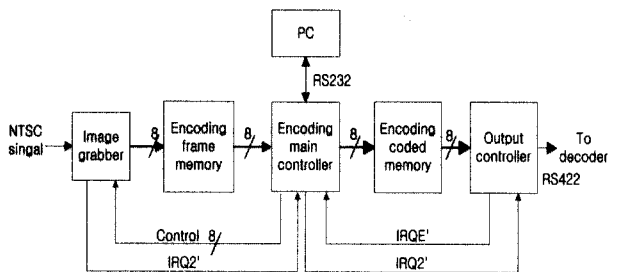 PC
RS232
NTSC
singal
Image
grabber
8
Encoding
frame
memory
8
Encoding
main
controller
8
Encoding
coded
memory
8
Output
controller
To
decoder
RS422
Control 8
IRQ2'
IRQE'
IRQ2'